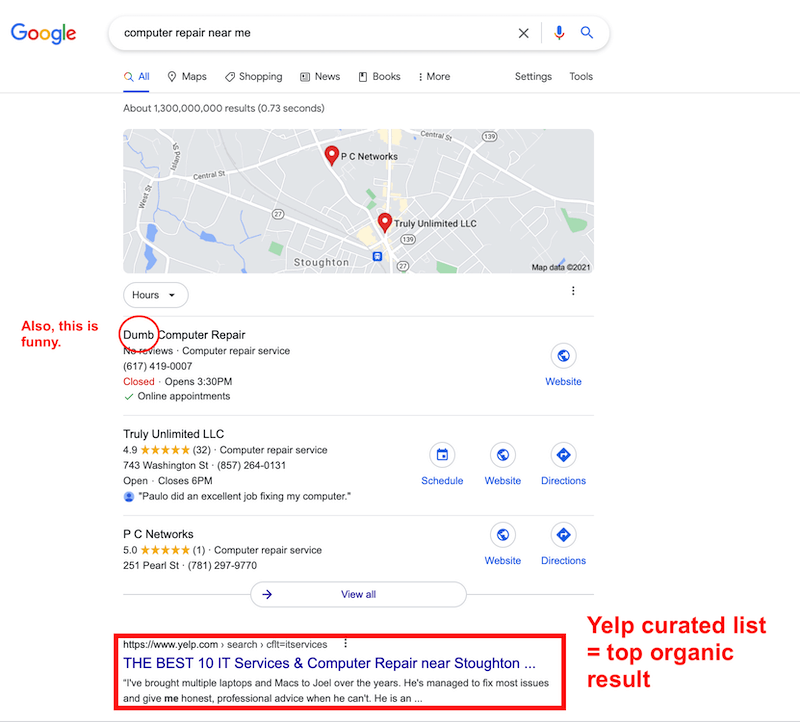 Google
computer repair near me
All Maps Shopping News Books More Settings Tools
About 1,300,000,000 results (0.73 seconds)
Central St
139
Island St
P C Networks
Central St
West St
27
Truly Unlimited LLC
139
Stoughton
27
Map data ©2021
Hours
Also, this is
funny.
Dumb Computer Repair
No reviews · Computer repair service
(617) 419-0007
Closed · Opens 3:30PM
Website
Online appointments
Truly Unlimited LLC
4.9 ★★★★★ (32) · Computer repair service
743 Washington St · (857) 264-0131
Open · Closes 6PM
Schedule Website Directions
"Paulo did an excellent job fixing my computer."
P C Networks
5.0 ★★★★★ (1) · Computer repair service
251 Pearl St · (781) 297-9770
Website Directions
View all
Yelp curated list
= top organic
result
https://www.yelp.com › search › cflt=itservices
THE BEST 10 IT Services & Computer Repair near Stoughton ...
"I've brought multiple laptops and Macs to Joel over the years. He's managed to fix most issues
and give me honest, professional advice when he can't. He is an ...